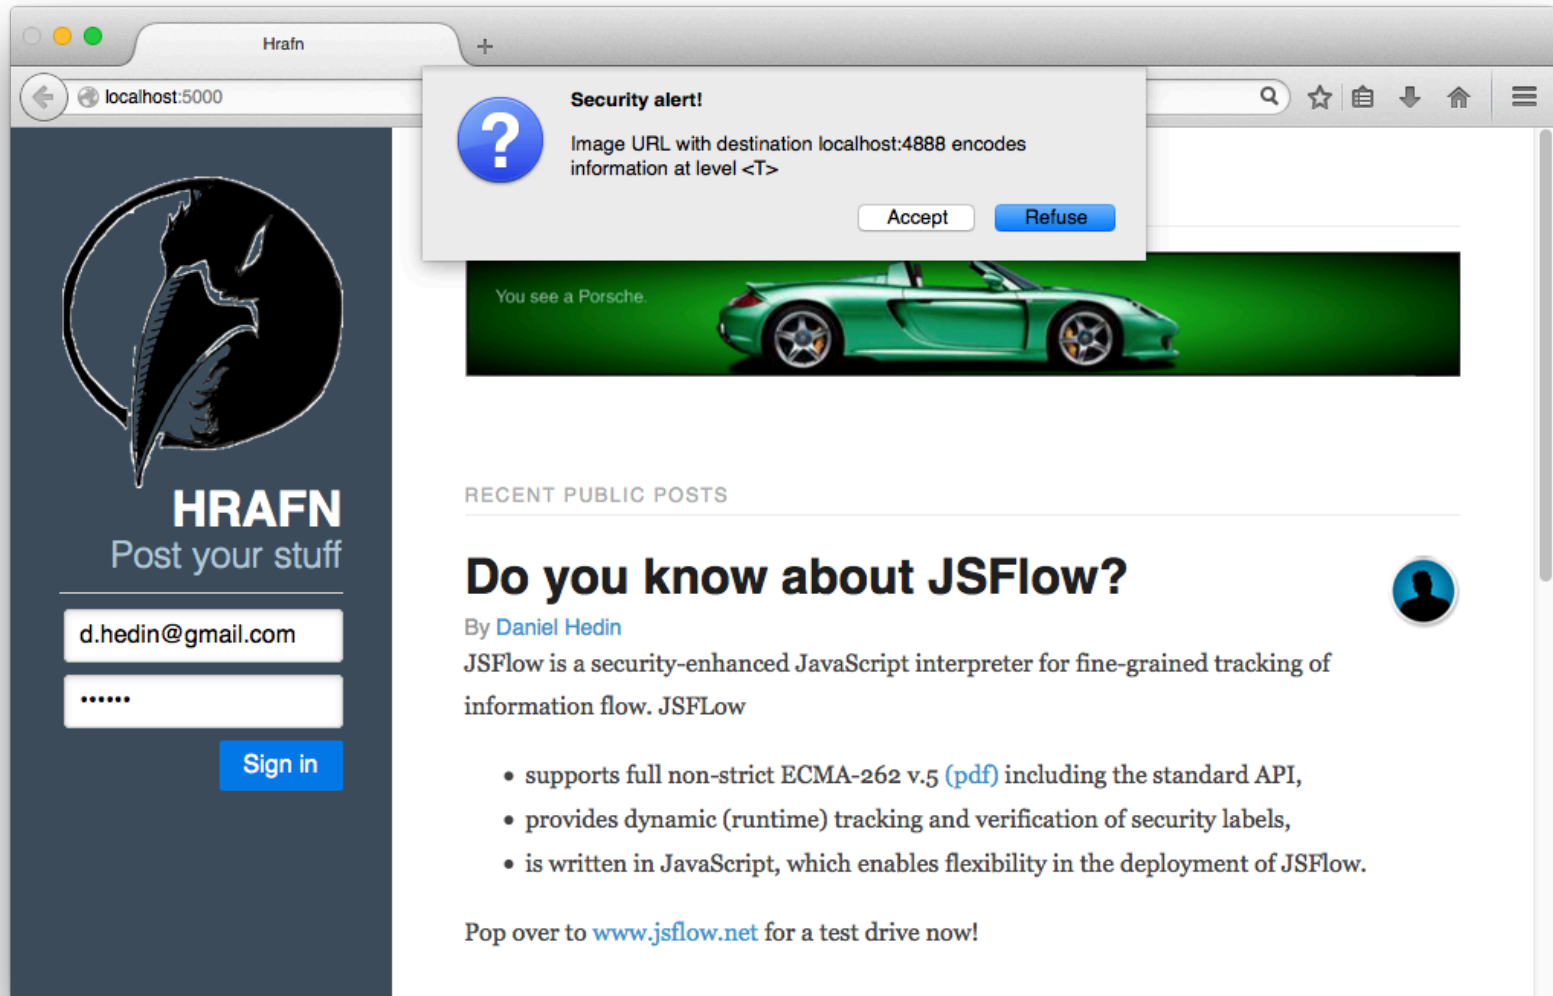 Hrafn
localhost:5000
Security alert!
Image URL with destination localhost:4888 encodes
information at level <T>
Accept
Refuse
You see a Porsche.
HRAFN
Post your stuff
d.hedin@gmail.com
••••••
Sign in
RECENT PUBLIC POSTS
Do you know about JSFlow?
By Daniel Hedin
JSFlow is a security-enhanced JavaScript interpreter for fine-grained tracking of
information flow. JSFLow
• supports full non-strict ECMA-262 v.5 (pdf) including the standard API,
• provides dynamic (runtime) tracking and verification of security labels,
• is written in JavaScript, which enables flexibility in the deployment of JSFlow.
Pop over to www.jsflow.net for a test drive now!